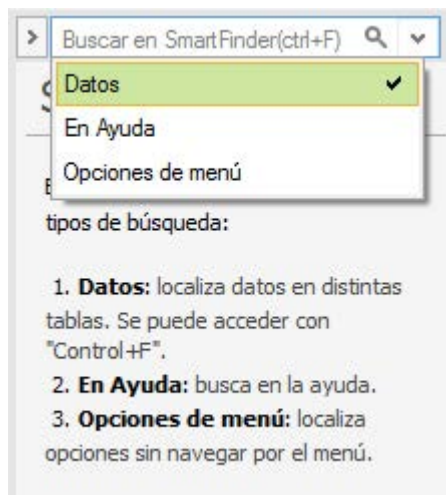 Buscar en SmartFinder(ctrl+F)
Datos
En Ayuda
Opciones de menú
tipos de búsqueda:
1. Datos: localiza datos en distintas
tablas. Se puede acceder con
"Control+F".
2. En Ayuda: busca en la ayuda.
3. Opciones de menú: localiza
opciones sin navegar por el menú.